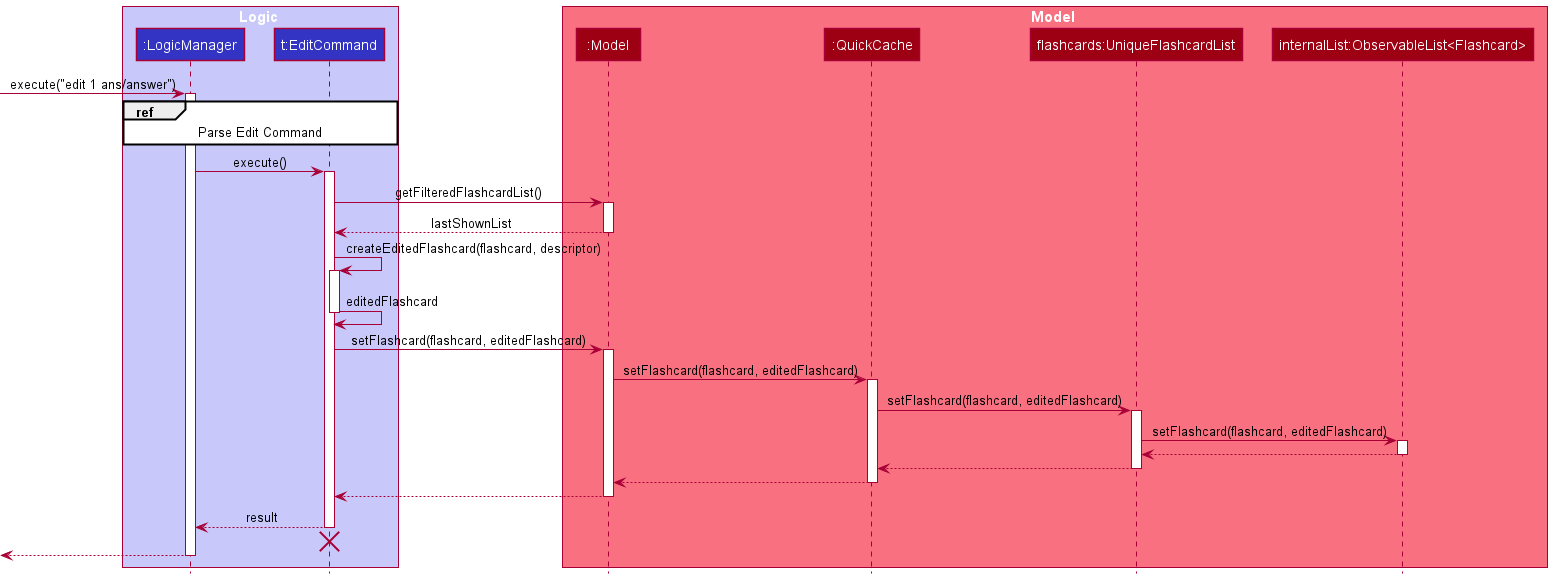 Logic
Model
:LogicManager
t:EditCommand
:Model
:QuickCache
flashcards:UniqueFlashcardList
internalList:ObservableList<Flashcard>
execute("edit 1 ans/answer")
ref
Parse Edit Command
execute()
getFilteredFlashcardList()
lastShownList
createEditedFlashcard(flashcard, descriptor)
editedFlashcard
setFlashcard(flashcard, editedFlashcard)
setFlashcard(flashcard, editedFlashcard)
setFlashcard(flashcard, editedFlashcard)
setFlashcard(flashcard, editedFlashcard)
result